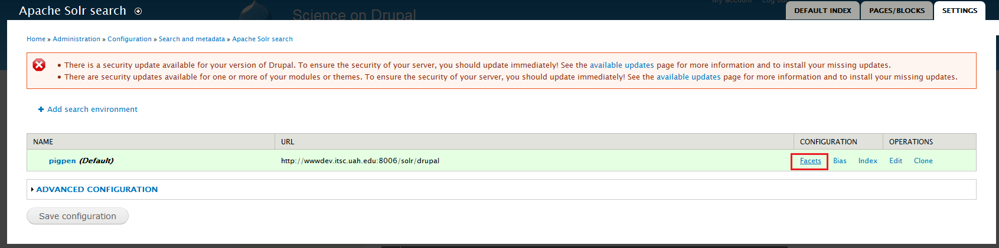 My account Log out
Apache Solr search
Science on Drupal
DEFAULT INDEX PAGES/BLOCKS SETTINGS
Home » Administration » Configuration » Search and metadata » Apache Solr search
• There is a security update available for your version of Drupal. To ensure the security of your server, you should update immediately! See the available updates page for more information and to install your missing updates.
• There are security updates available for one or more of your modules or themes. To ensure the security of your server, you should update immediately! See the available updates page for more information and to install your missing updates.
+ Add search environment
NAME URL CONFIGURATION OPERATIONS
pigpen (Default) http://wwwdev.itsc.uah.edu:8006/solr/drupal Facets Bias Index Edit Clone
ADVANCED CONFIGURATION
Save configuration